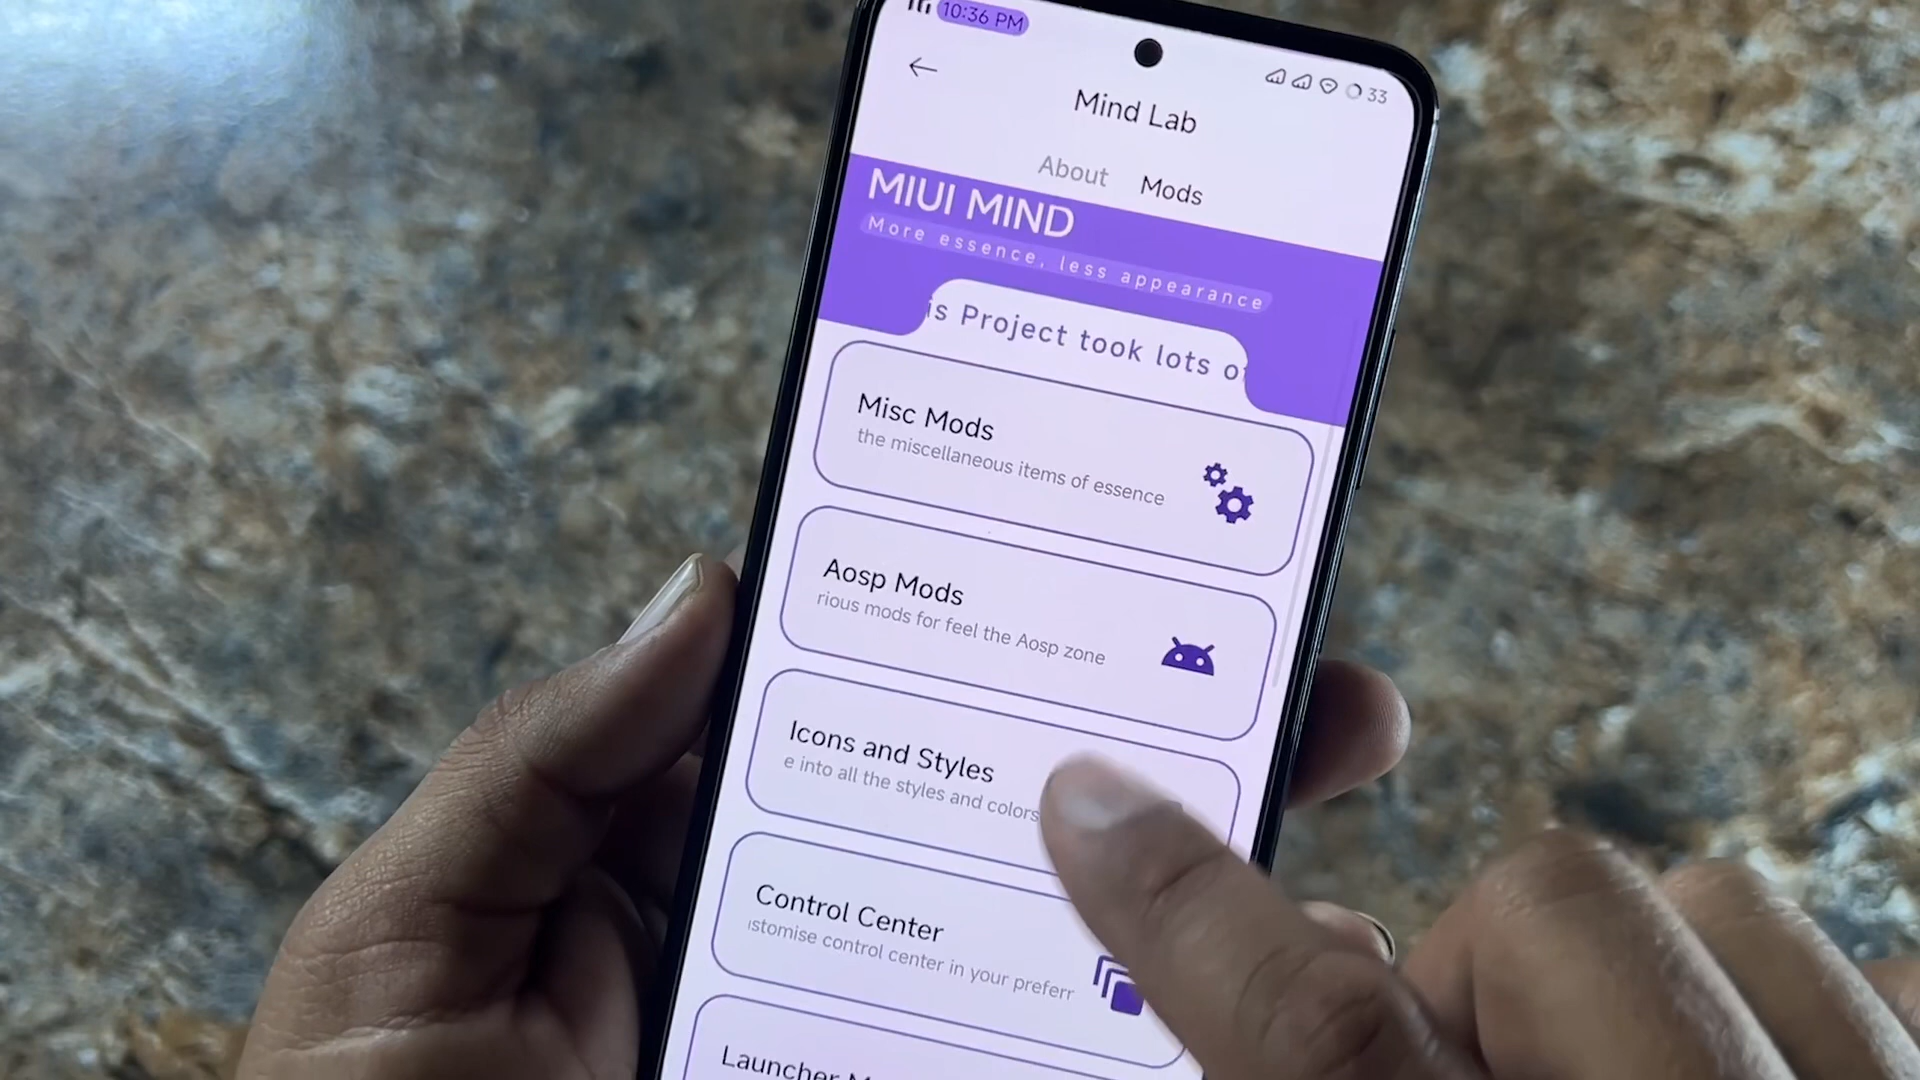 10:36 PM
33
Mind Lab
About Mods
MIUI MIND
More essence, less appearance
is Project took lots of
Misc Mods
the miscellaneous items of essence
Aosp Mods
rious mods for feel the Aosp zone
Icons and Styles
e into all the styles and colors
Control Center
istomise control center in your preferr
Launcher